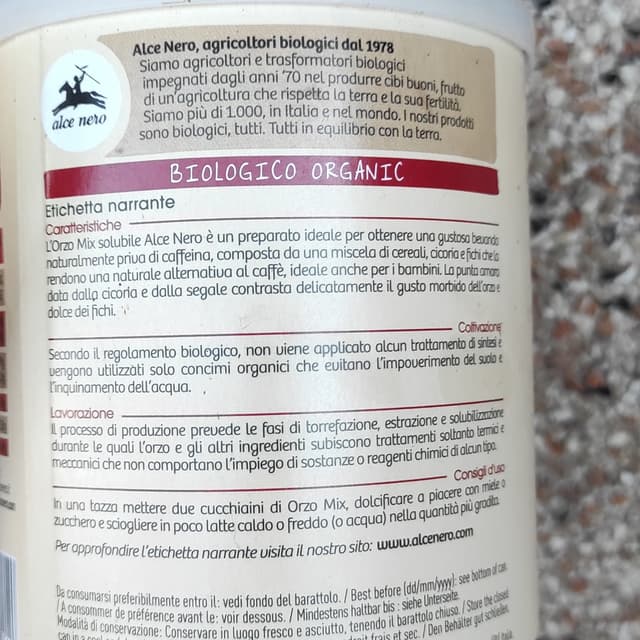 Alce Nero, agricoltori biologici dal 1978
Siamo agricoltori e trasformatori biologici
impegnati dagli anni '70 nel produrre cibi buoni, frutto
di un'agricoltura che rispetta la terra e la sua fertilità.
Siamo più di 1.000, in Italia e nel mondo. I nostri prodotti
sono biologici, tutti. Tutti in equilibrio con la terra.
alce nero
BIOLOGICO ORGANIC
Etichetta narrante
Caratteristiche
L'Orzo Mix solubile Alce Nero è un preparato ideale per ottenere una gustosa bevanda
naturalmente priva di caffeina, composta da una miscela di cereali, cicoria e fichi che la
rendono una naturale alternativa al caffè, ideale anche per i bambini. La punta amara
data dalla cicoria e dalla segale contrasta delicatamente il gusto morbido dell'orzo e
dolce dei fichi.
Coltivazione
Secondo il regolamento biologico, non viene applicato alcun trattamento di sintesi e
vengono utilizzati solo concimi organici che evitano l'impoverimento del suolo e
l'inquinamento dell'acqua.
Lavorazione
Il processo di produzione prevede le fasi di torrefazione, estrazione e solubilizzazione
durante le quali l'orzo e gli altri ingredienti subiscono trattamenti soltanto termici e
meccanici che non comportano l'impiego di sostanze o reagenti chimici di alcun tipo.
Consigli d'uso
In una tazza mettere due cucchiaini di Orzo Mix, dolcificare a piacere con miele o
zucchero e sciogliere in poco latte caldo o freddo (o acqua) nella quantità più gradita.
Per approfondire l'etichetta narrante visita il nostro sito: www.alcenero.com
Da consumarsi preferibilmente entro il: vedi fondo del barattolo. / Best before (dd/mm/yyyy): see bottom of can.
/ A consommer de préférence avant le: voir dessous. / Mindestens haltbar bis : siehe Unterseite.
Modalità di conservazione: Conservare in luogo fresco e asciutto, tenendo il barattolo chiuso. / Store the closed
can in a droit frais et sec. / Den Behälter gut schließen,